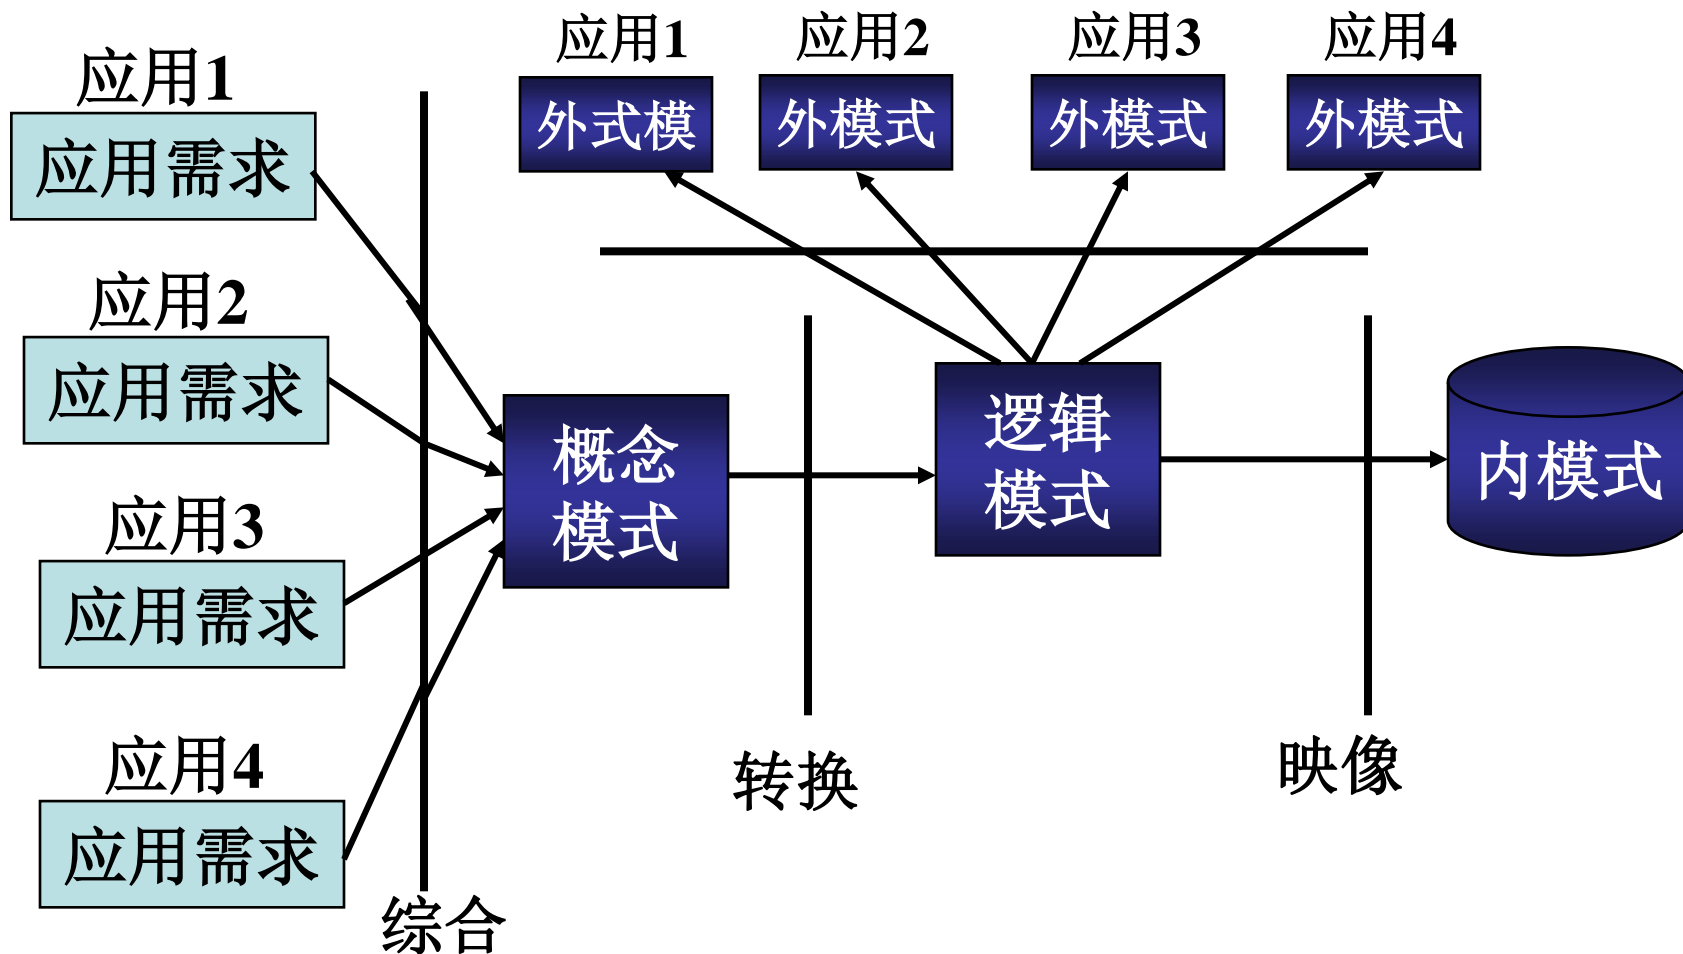 应用1
应用2
应用3
应用4
外式模
外模式
外模式
外模式
应用1
应用需求
应用2
应用需求
应用3
应用需求
应用4
应用需求
概念
模式
逻辑
模式
内模式
综合
转换
映像